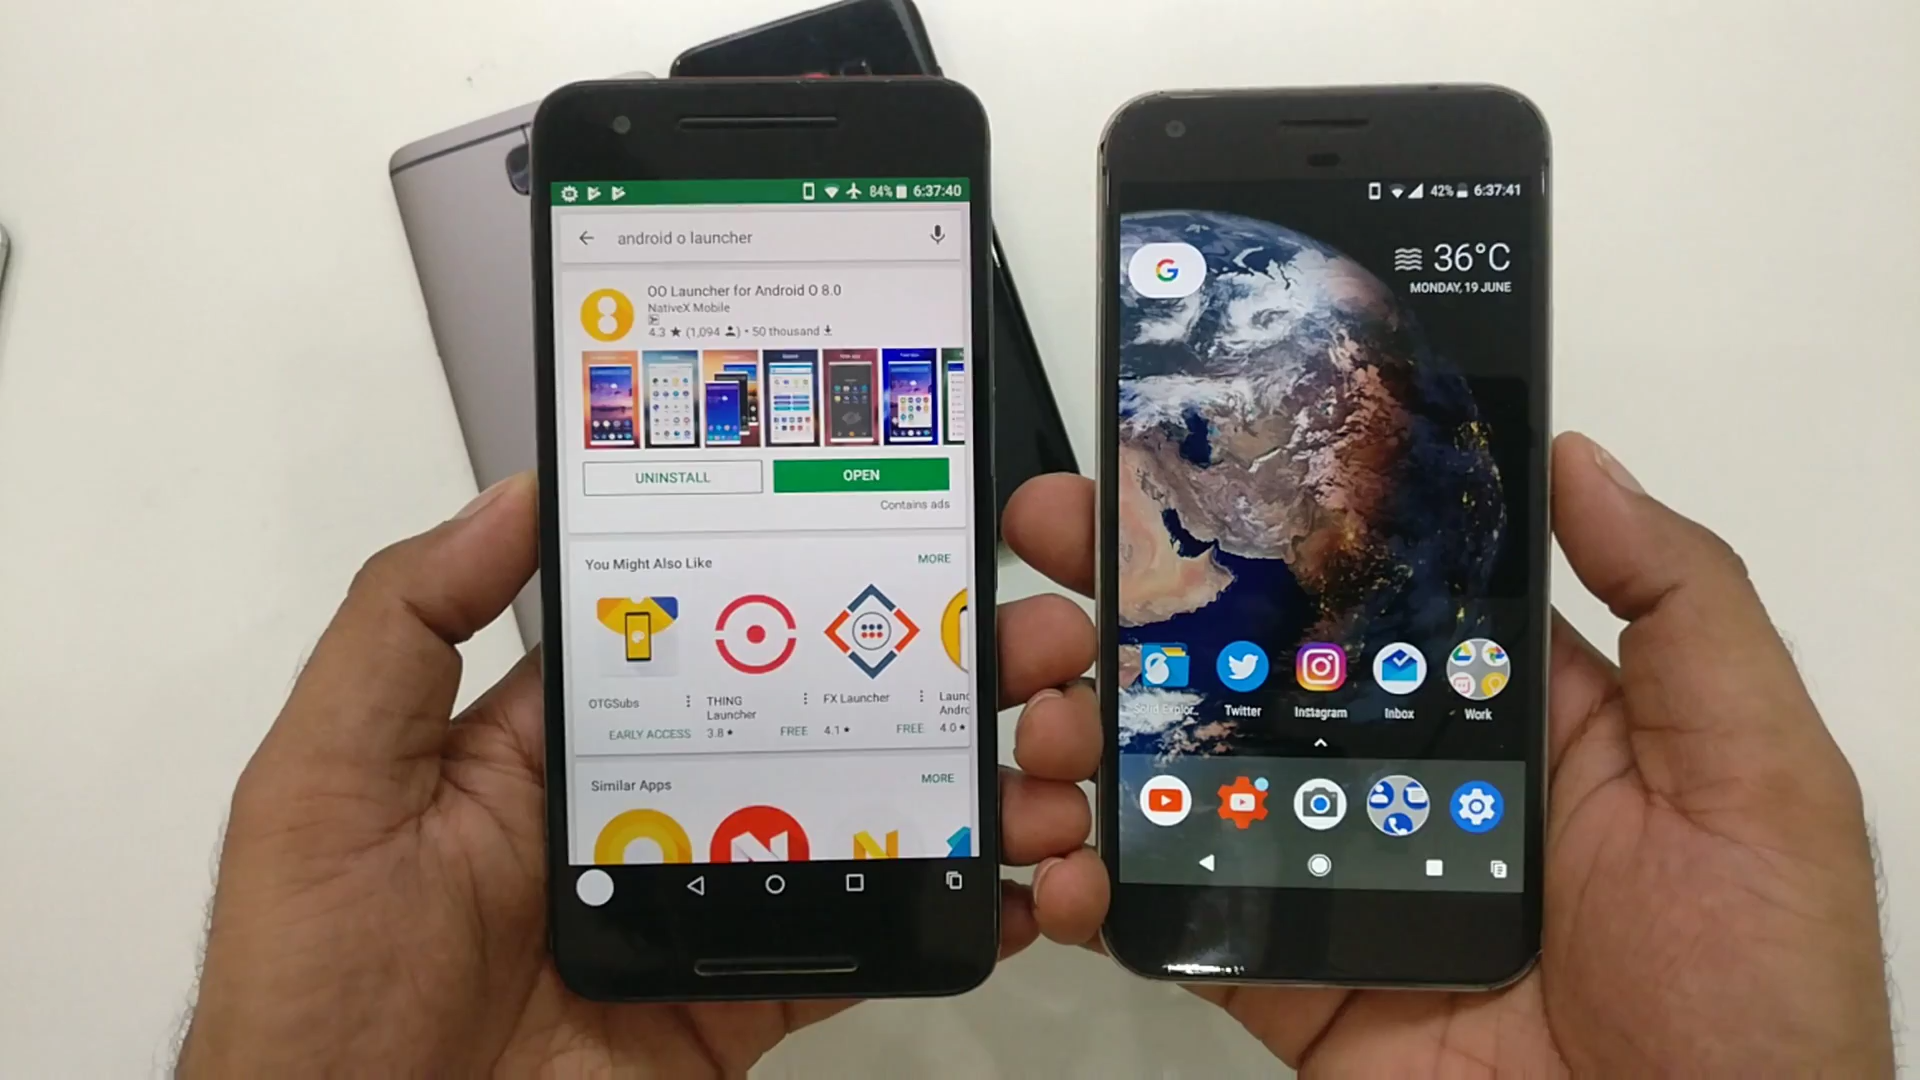 84% 6:37:40
android o launcher
OO Launcher for Android O 8.0
NativeX Mobile
4.3 ★ (1,094) • 50 thousand
UNINSTALL
OPEN
Contains ads
You Might Also Like
MORE
OTGSubs
EARLY ACCESS
THING
Launcher
3.8 ★
FREE
FX Launcher
4.1 ★
FREE
4.0 ★
Similar Apps
MORE
42% 6:37:41
G
36°C
MONDAY, 19 JUNE
Solid Explor..
Twitter
Instagram
Inbox
Work